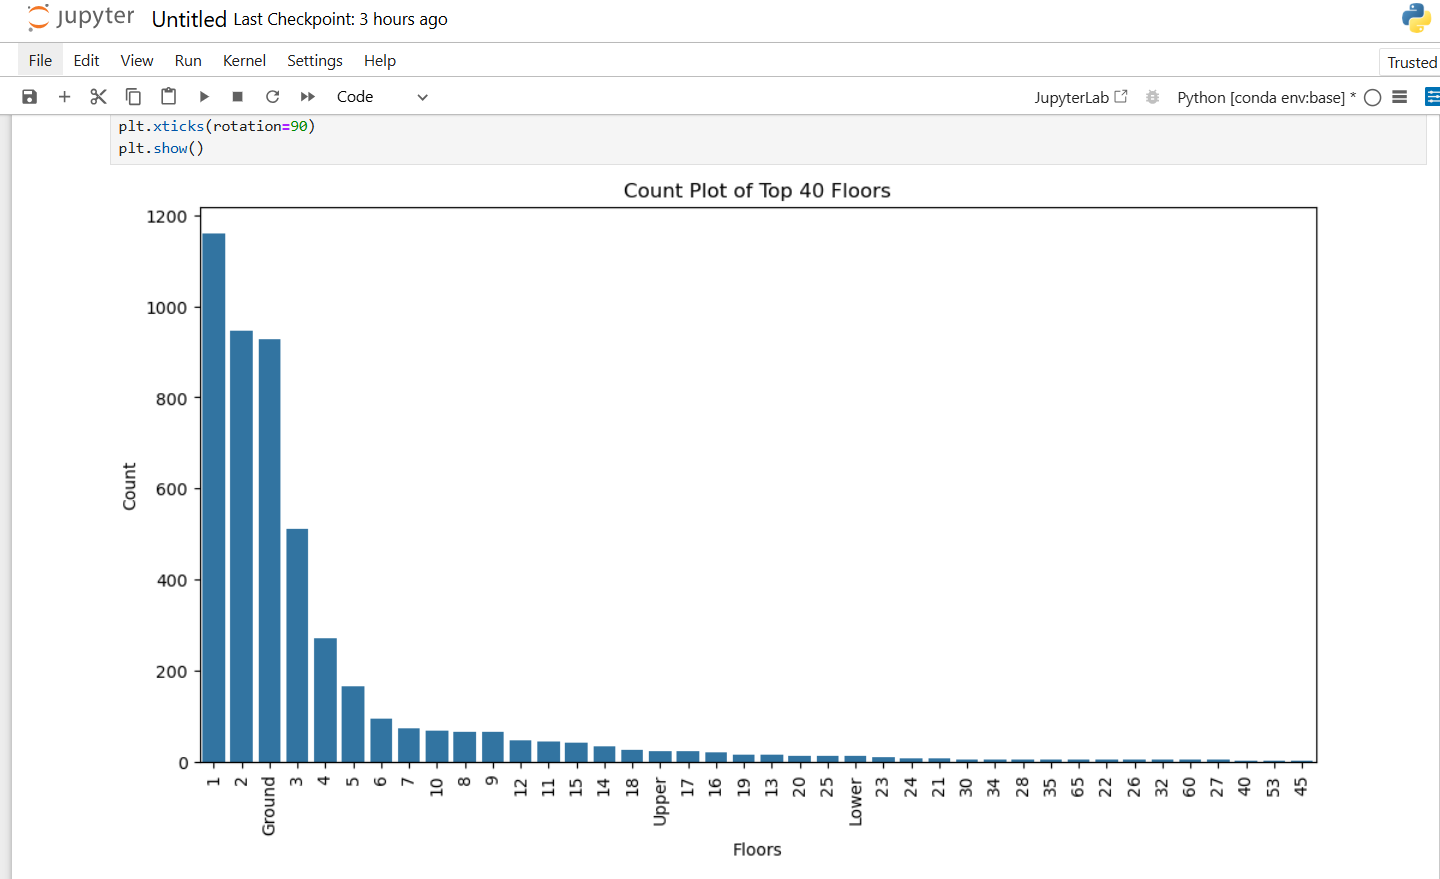 jupyter Untitled Last Checkpoint: 3 hours ago
File Edit View Run Kernel Settings Help Trusted
Code JupyterLab Python [conda env:base] *
plt.xticks(rotation=90)
plt.show()
Count Plot of Top 40 Floors
1200
1000
800
600
400
200
0
Count
1 2 Ground 3 4 5 6 7 10 8 9 12 11 15 14 18 Upper 17 16 19 13 20 25 Lower 23 24 21 30 34 28 35 65 22 26 32 60 27 40 53 45
Floors